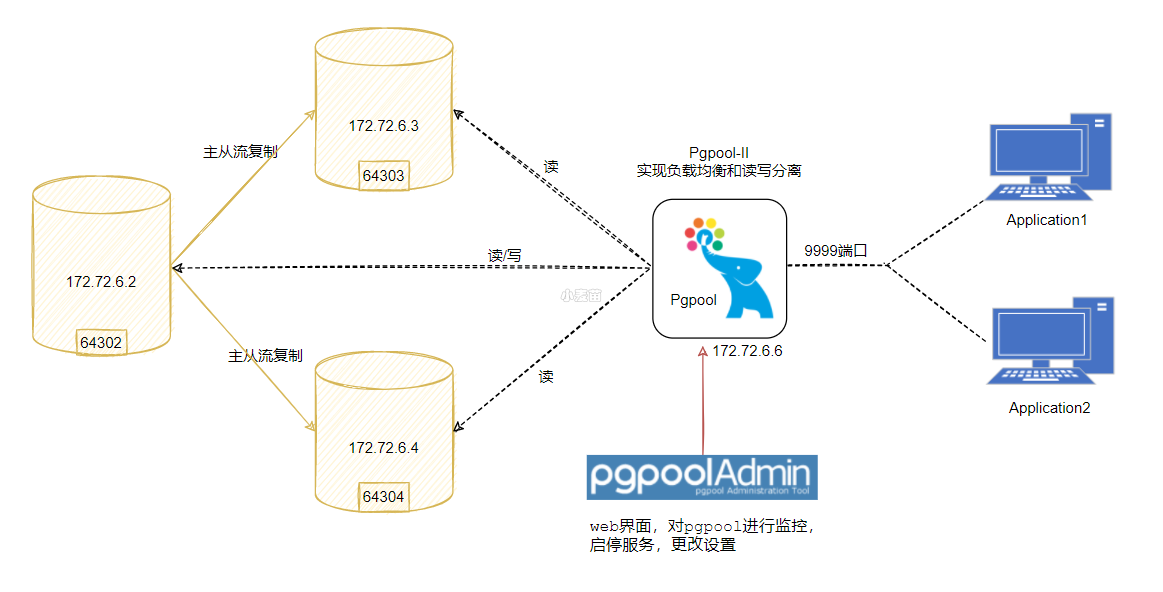 172.72.6.3
64303
主从流复制
172.72.6.2
64302
主从流复制
172.72.6.4
64304
读
读/写
读
小麦苗
Pgpool-II
实现负载均衡和读写分离
Pgpool
172.72.6.6
9999端口
Application1
Application2
pgpoolAdmin
pgpool Administration Tool
web界面，对pgpool进行监控，
启停服务，更改设置